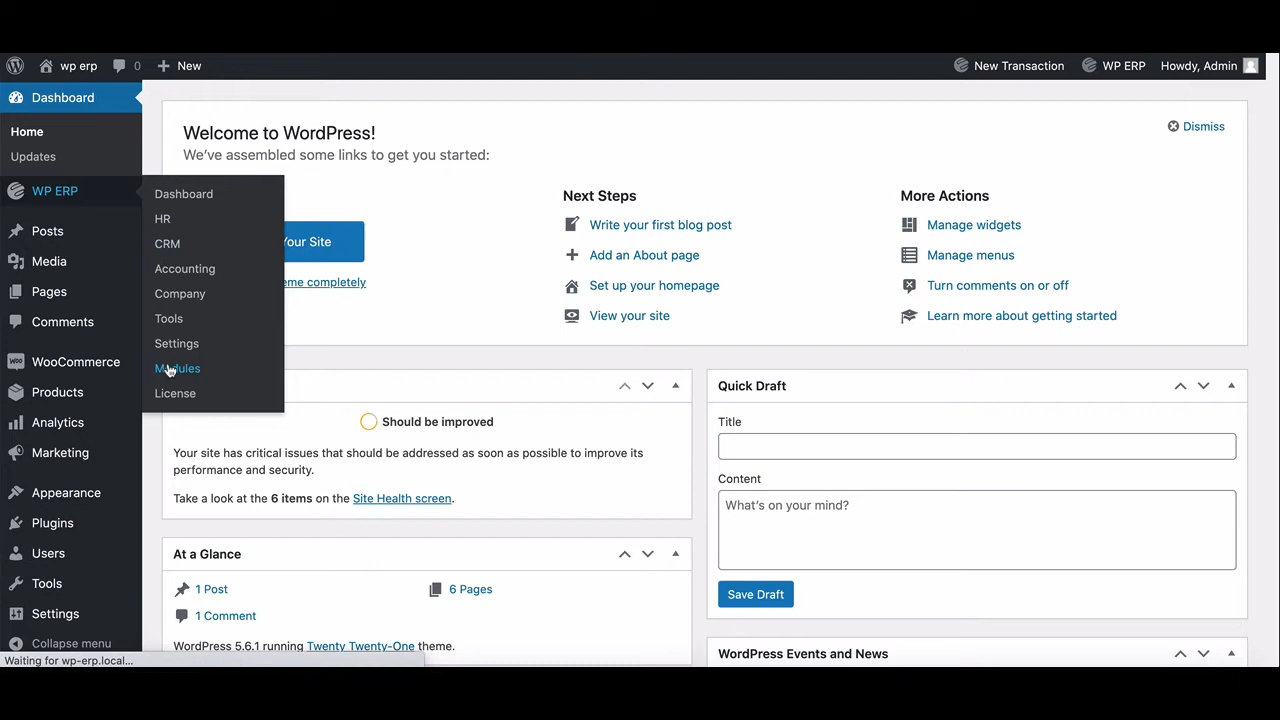 wp erp
0
New
New Transaction
WP ERP
Howdy, Admin
Dashboard
Home
Updates
WP ERP
Posts
Media
Pages
Comments
WooCommerce
Products
Analytics
Marketing
Appearance
Plugins
Users
Tools
Settings
Collapse menu
Dashboard
HR
CRM
Accounting
Company
Tools
Settings
Modules
License
Welcome to WordPress!
We've assembled some links to get you started:
Dismiss
Your Site
eme completely
Next Steps
Write your first blog post
Add an About page
Set up your homepage
View your site
More Actions
Manage widgets
Manage menus
Turn comments on or off
Learn more about getting started
Should be improved
Your site has critical issues that should be addressed as soon as possible to improve its
performance and security.
Take a look at the 6 items on the Site Health screen.
At a Glance
1 Post
6 Pages
1 Comment
WordPress 5.6.1 running Twenty Twenty-One theme.
Quick Draft
Title
Content
What's on your mind?
Save Draft
WordPress Events and News
Waiting for wp-erp.local...